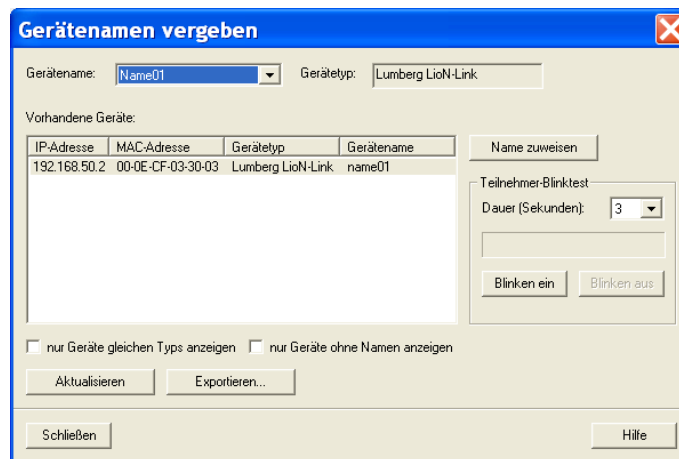 Gerätenamen vergeben
Gerätename: Name01 Gerätetyp: Lumberg LioN-Link
Vorhandene Geräte:
IP-Adresse MAC-Adresse Gerätetyp Gerätename
192.168.50.2 00-0E-CF-03-30-03 Lumberg LioN-Link name01
Name zuweisen
Teilnehmer-Blinktest
Dauer (Sekunden): 3
Blinken ein Blinken aus
nur Geräte gleichen Typs anzeigen nur Geräte ohne Namen anzeigen
Aktualisieren Exportieren...
Schließen Hilfe